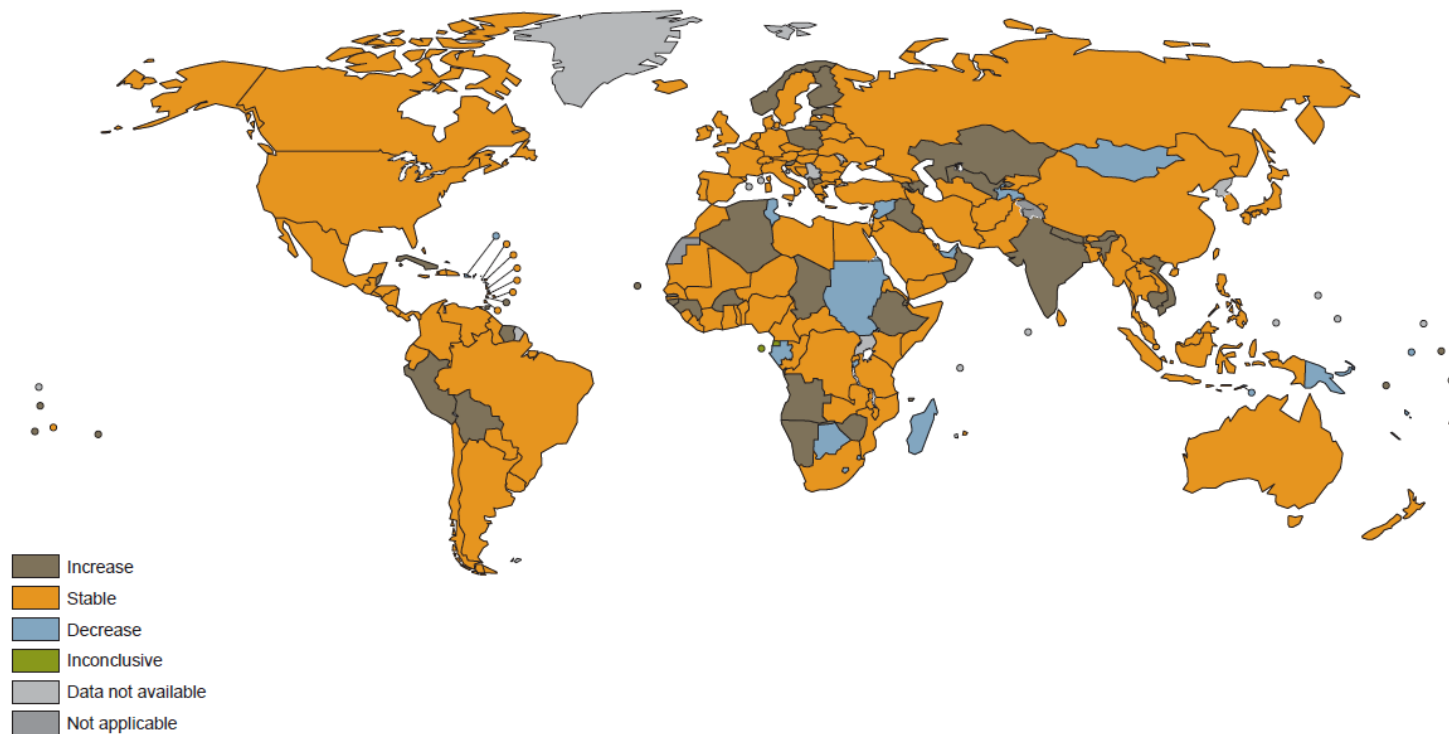 Increase
Stable
Decrease
Inconclusive
Data not available
Not applicable